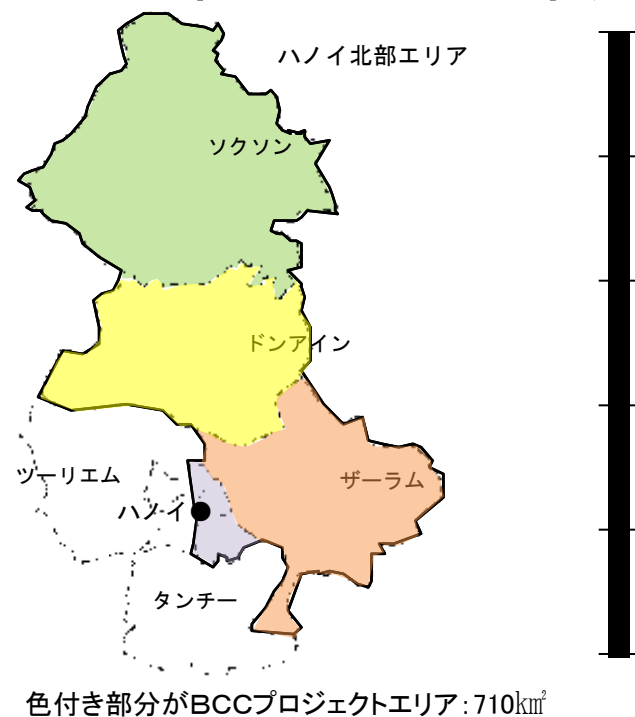 ハノイ北部エリア
ソクソン
ドンアイン
ツーリエム
ザーラム
ハノイ
タンチー
色付き部分がBCCプロジェクトエリア:710㎢